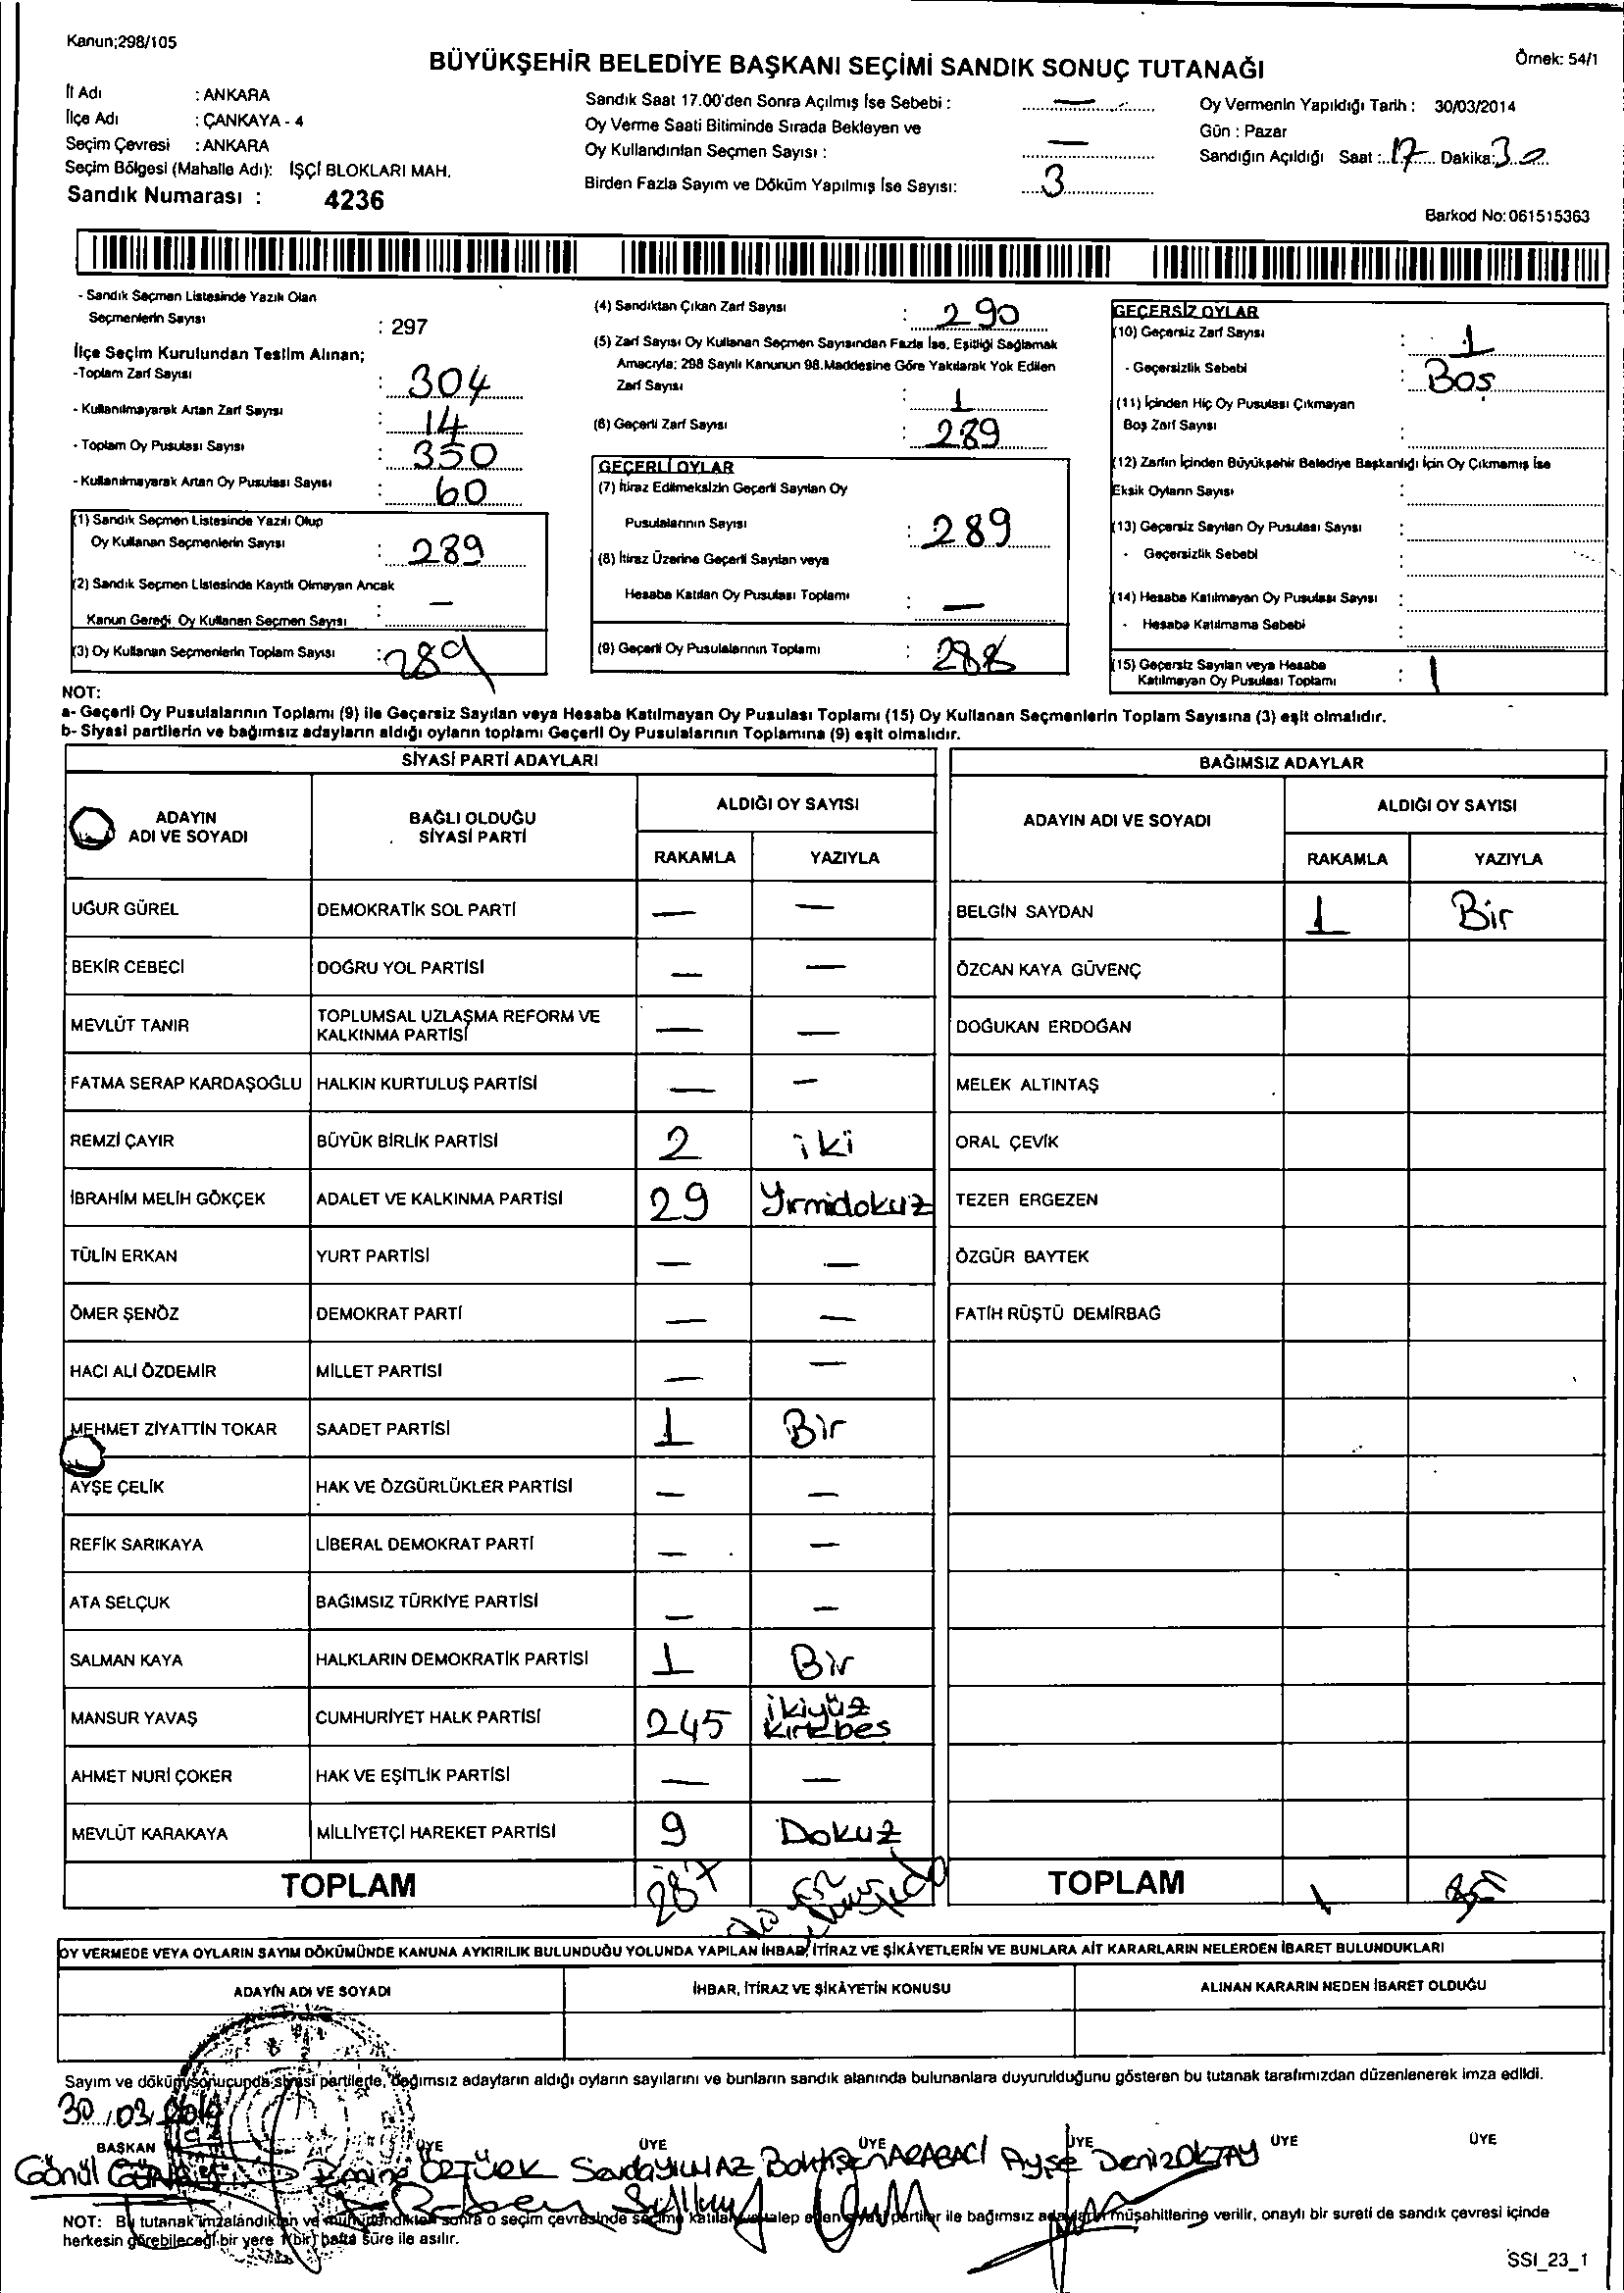 Kanun;298/105
BÜYÜKŞEHİR BELEDİYE BAŞKANI SEÇİMİ SANDIK SONUÇ TUTANAĞI
Örnek: 54/1
İl Adı : ANKARA
İlçe Adı : ÇANKAYA - 4
Seçim Çevresi : ANKARA
Seçim Bölgesi (Mahalle Adı): İŞÇİ BLOKLARI MAH.
Sandık Numarası : 4236
Sandık Saat 17.00'den Sonra Açılmış İse Sebebi : —
Oy Verme Saati Bitiminde Sırada Bekleyen ve
Oy Kullandırılan Seçmen Sayısı : —
Birden Fazla Sayım ve Döküm Yapılmış İse Sayısı: 3
Oy Vermenin Yapıldığı Tarih : 30/03/2014
Gün : Pazar
Sandığın Açıldığı Saat : 17 Dakika: 30
Barkod No: 061515363
- Sandık Seçmen Listesinde Yazılı Olan
Seçmenlerin Sayısı : 297
İlçe Seçim Kurulundan Teslim Alınan;
-Toplam Zarf Sayısı : 304
- Kullanılmayarak Artan Zarf Sayısı : 14
- Toplam Oy Pusulası Sayısı : 350
- Kullanılmayarak Artan Oy Pusulası Sayısı : 60
(1) Sandık Seçmen Listesinde Yazılı Olup
Oy Kullanan Seçmenlerin Sayısı : 289
(2) Sandık Seçmen Listesinde Kayıtlı Olmayan Ancak
Kanun Gereği Oy Kullanan Seçmen Sayısı : —
(3) Oy Kullanan Seçmenlerin Toplam Sayısı : 289
(4) Sandıktan Çıkan Zarf Sayısı : 290
(5) Zarf Sayısı Oy Kullanan Seçmen Sayısından Fazla İse, Eşitliği Sağlamak
Amacıyla; 298 Sayılı Kanunun 98.Maddesine Göre Yakılarak Yok Edilen
Zarf Sayısı : 1
(6) Geçerli Zarf Sayısı : 289
GEÇERLİ OYLAR
(7) İtiraz Edilmeksizin Geçerli Sayılan Oy
Pusulalarının Sayısı : 289
(8) İtiraz Üzerine Geçerli Sayılan veya
Hesaba Katılan Oy Pusulası Toplamı : —
(9) Geçerli Oy Pusulalarının Toplamı : 288
GEÇERSİZ OYLAR
(10) Geçersiz Zarf Sayısı : 1
- Geçersizlik Sebebi : Boş
(11) İçinden Hiç Oy Pusulası Çıkmayan
Boş Zarf Sayısı :
(12) Zarfın İçinden Büyükşehir Belediye Başkanlığı İçin Oy Çıkmamış İse
Eksik Oyların Sayısı :
(13) Geçersiz Sayılan Oy Pusulası Sayısı :
- Geçersizlik Sebebi
(14) Hesaba Katılmayan Oy Pusulası Sayısı :
- Hesaba Katılmama Sebebi :
(15) Geçersiz Sayılan veya Hesaba
Katılmayan Oy Pusulası Toplamı : 1
NOT:
a- Geçerli Oy Pusulalarının Toplamı (9) ile Geçersiz Sayılan veya Hesaba Katılmayan Oy Pusulası Toplamı (15) Oy Kullanan Seçmenlerin Toplam Sayısına (3) eşit olmalıdır.
b- Siyasi partilerin ve bağımsız adayların aldığı oyların toplamı Geçerli Oy Pusulalarının Toplamına (9) eşit olmalıdır.
SİYASİ PARTİ ADAYLARI
ADAYIN ADI VE SOYADI BAĞLI OLDUĞU SİYASİ PARTİ ALDIĞI OY SAYISI
RAKAMLA YAZIYLA
UĞUR GÜREL DEMOKRATİK SOL PARTİ — —
BEKİR CEBECİ DOĞRU YOL PARTİSİ — —
MEVLÜT TANIR TOPLUMSAL UZLAŞMA REFORM VE KALKINMA PARTİSİ — —
FATMA SERAP KARDAŞOĞLU HALKIN KURTULUŞ PARTİSİ — —
REMZİ ÇAYIR BÜYÜK BİRLİK PARTİSİ 2 iki
İBRAHİM MELİH GÖKÇEK ADALET VE KALKINMA PARTİSİ 29 Yirmidokuz
TÜLİN ERKAN YURT PARTİSİ — —
ÖMER ŞENÖZ DEMOKRAT PARTİ — —
HACI ALİ ÖZDEMİR MİLLET PARTİSİ — —
MEHMET ZİYATTİN TOKAR SAADET PARTİSİ 1 Bir
AYŞE ÇELİK HAK VE ÖZGÜRLÜKLER PARTİSİ — —
REFİK SARIKAYA LİBERAL DEMOKRAT PARTİ — —
ATA SELÇUK BAĞIMSIZ TÜRKİYE PARTİSİ — —
SALMAN KAYA HALKLARIN DEMOKRATİK PARTİSİ 1 Bir
MANSUR YAVAŞ CUMHURİYET HALK PARTİSİ 245 ikiyüz kırkbeş
AHMET NURİ ÇOKER HAK VE EŞİTLİK PARTİSİ — —
MEVLÜT KARAKAYA MİLLİYETÇİ HAREKET PARTİSİ 9 Dokuz
TOPLAM 287
BAĞIMSIZ ADAYLAR
ADAYIN ADI VE SOYADI ALDIĞI OY SAYISI
RAKAMLA YAZIYLA
BELGİN SAYDAN 1 Bir
ÖZCAN KAYA GÜVENÇ
DOĞUKAN ERDOĞAN
MELEK ALTINTAŞ
ORAL ÇEVİK
TEZER ERGEZEN
ÖZGÜR BAYTEK
FATİH RÜŞTÜ DEMİRBAĞ
TOPLAM 1
OY VERMEDE VEYA OYLARIN SAYIM DÖKÜMÜNDE KANUNA AYKIRILIK BULUNDUĞU YOLUNDA YAPILAN İHBAR, İTİRAZ VE ŞİKÂYETLERİN VE BUNLARA AİT KARARLARIN NELERDEN İBARET BULUNDUKLARI
ADAYIN ADI VE SOYADI İHBAR, İTİRAZ VE ŞİKÂYETİN KONUSU ALINAN KARARIN NEDEN İBARET OLDUĞU
Sayım ve döküm sonucunda siyasi partilerle, bağımsız adayların aldığı oyların sayılarını ve bunların sandık alanında bulunanlara duyurulduğunu gösteren bu tutanak tarafımızdan düzenlenerek imza edildi.
30/03/2014
BAŞKAN ÜYE ÜYE ÜYE ÜYE ÜYE ÜYE
Gönül Emine ÖZTÜRK Sevda YILMAZ ARABACI Ayşe Deniz OKTAY
NOT: Bu tutanak imzalandıktan ve mühürlendikten sonra o seçim çevresinde seçime katılan ve talep eden siyasi partiler ile bağımsız adayların müşahitlerine verilir, onaylı bir sureti de sandık çevresi içinde
herkesin görebileceği bir yere 1(bir) hafta süre ile asılır.
SSI_23_1